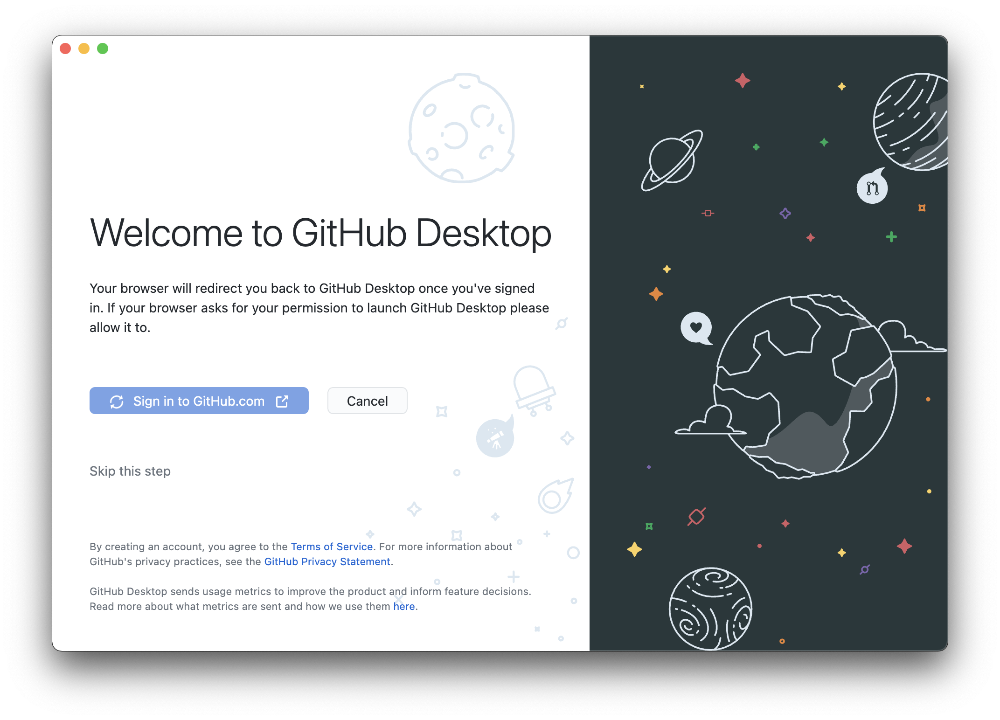 Welcome to GitHub Desktop
Your browser will redirect you back to GitHub Desktop once you've signed
in. If your browser asks for your permission to launch GitHub Desktop please
allow it to.
Sign in to GitHub.com
Cancel
Skip this step
By creating an account, you agree to the Terms of Service. For more information about
GitHub's privacy practices, see the GitHub Privacy Statement.
GitHub Desktop sends usage metrics to improve the product and inform feature decisions.
Read more about what metrics are sent and how we use them here.